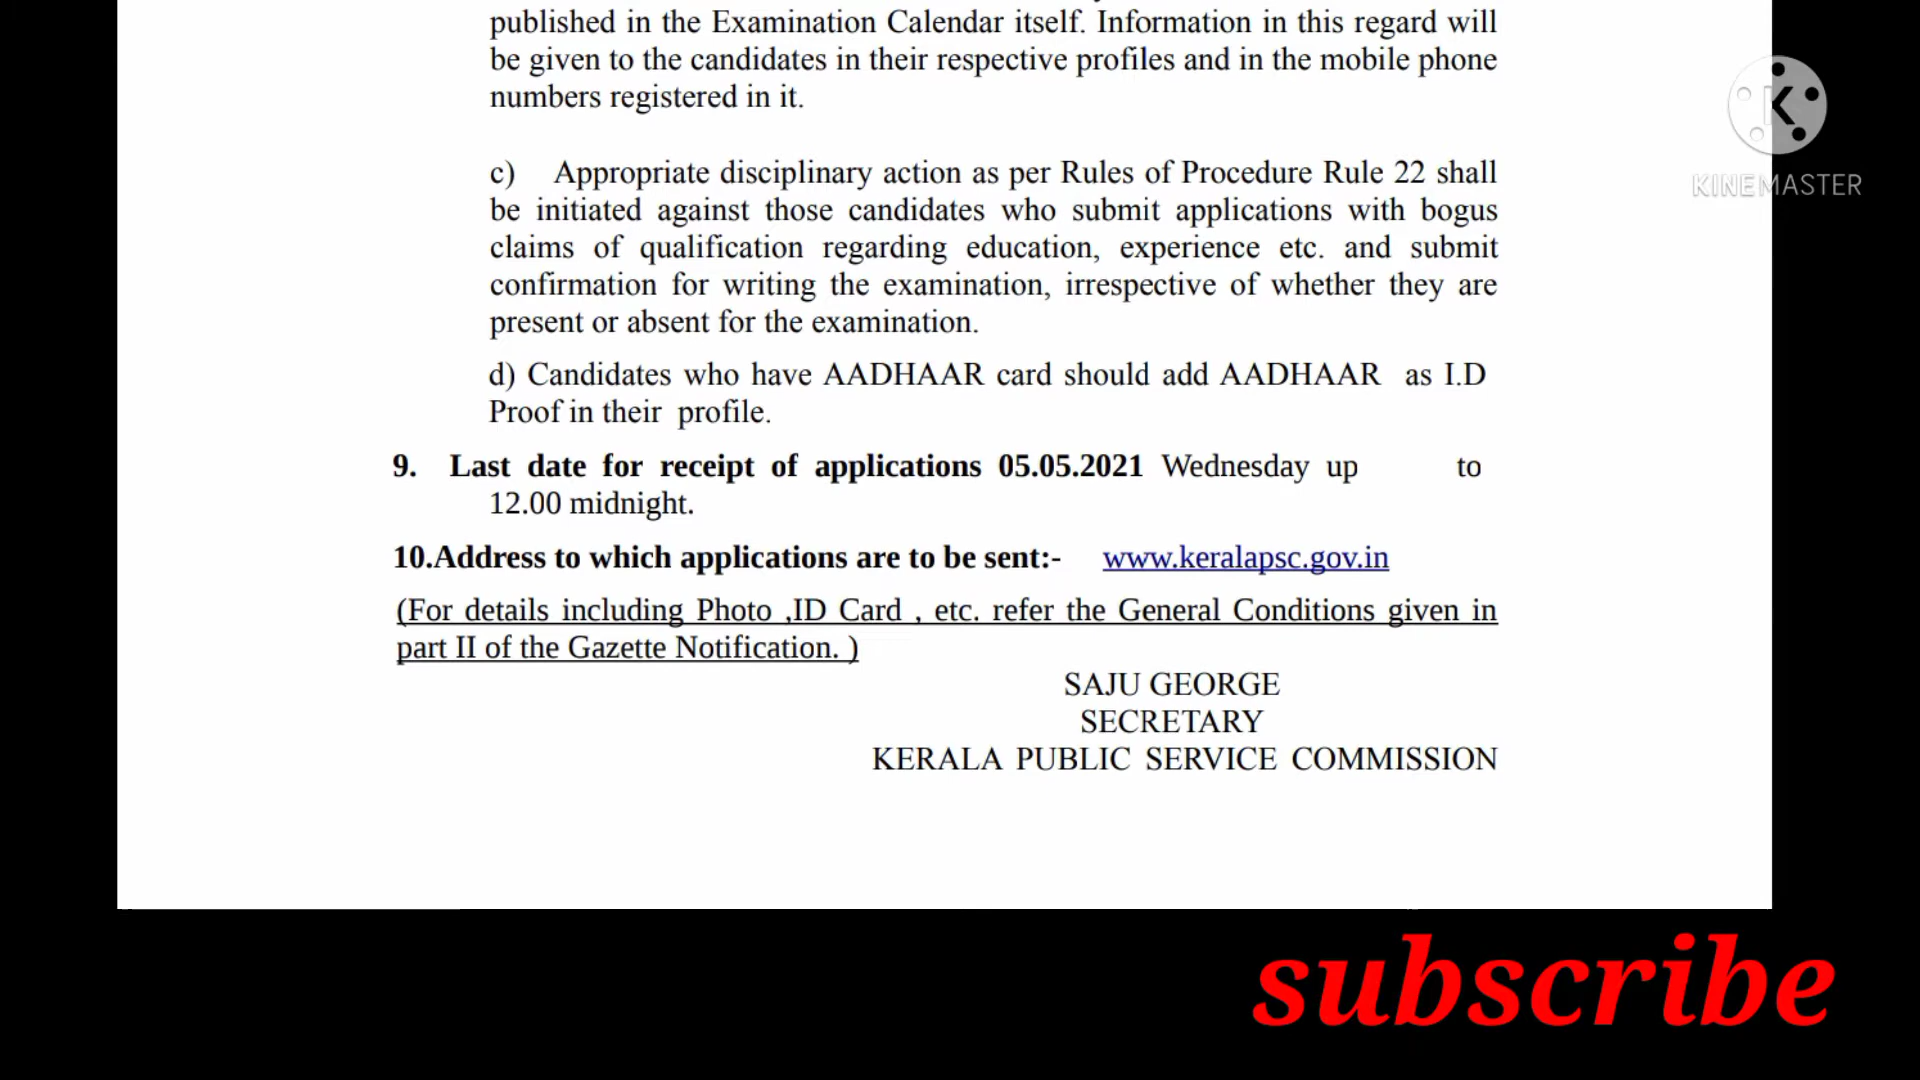 published in the Examination Calendar itself. Information in this regard will
be given to the candidates in their respective profiles and in the mobile phone
numbers registered in it.
c) Appropriate disciplinary action as per Rules of Procedure Rule 22 shall
be initiated against those candidates who submit applications with bogus
claims of qualification regarding education, experience etc. and submit
confirmation for writing the examination, irrespective of whether they are
present or absent for the examination.
d) Candidates who have AADHAAR card should add AADHAAR as I.D
Proof in their profile.
9. Last date for receipt of applications 05.05.2021 Wednesday up to
12.00 midnight.
10.Address to which applications are to be sent:- www.keralapsc.gov.in
(For details including Photo ,ID Card , etc. refer the General Conditions given in
part II of the Gazette Notification. )
SAJU GEORGE
SECRETARY
KERALA PUBLIC SERVICE COMMISSION
K
KINEMASTER
subscribe